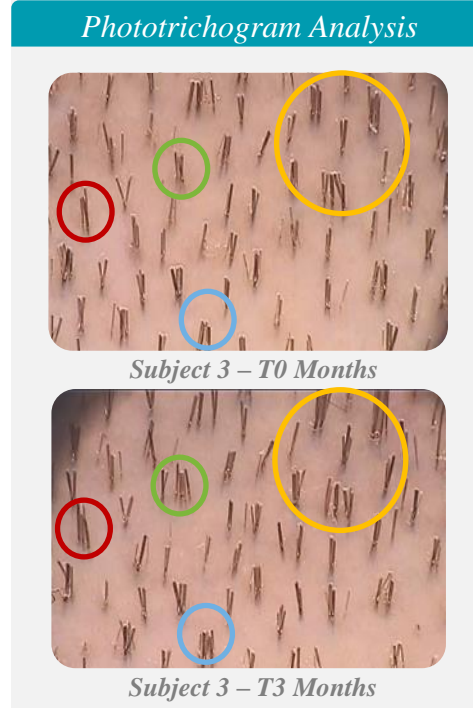 Phototrichogram Analysis
Subject 3 – T0 Months
Subject 3 – T3 Months